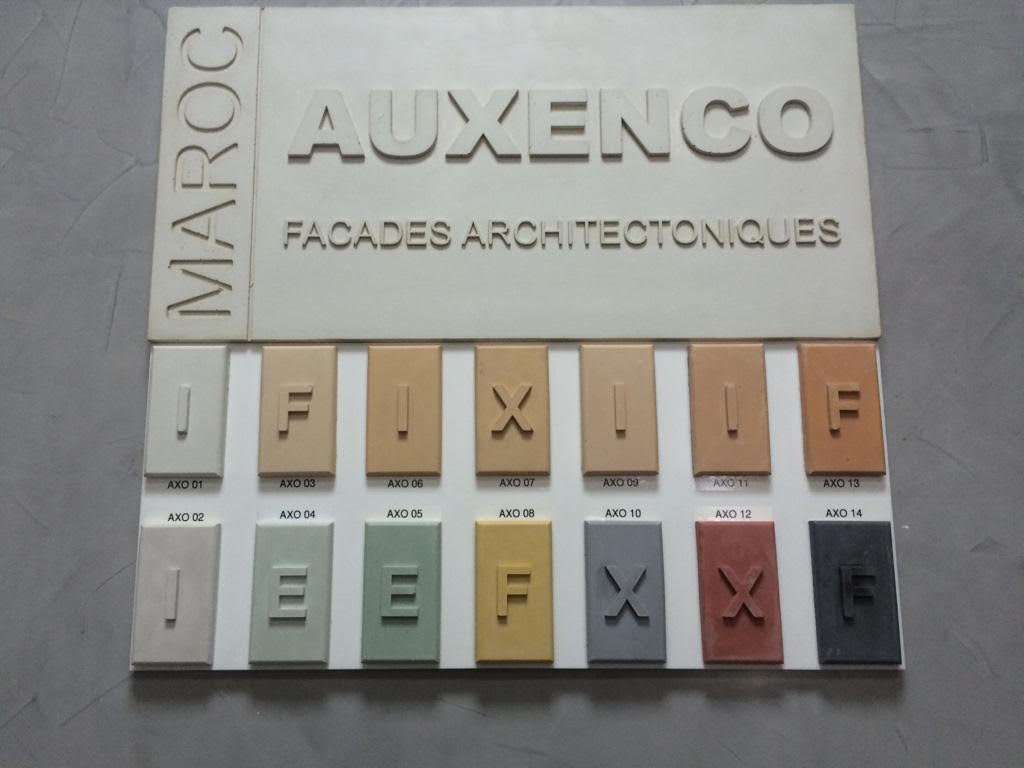 MAROC
AUXENCO
FACADES ARCHITECTONIQUES
I F I X I I F
AXO 01 AXO 03 AXO 06 AXO 07 AXO 09 AXO 11 AXO 13
AXO 02 AXO 04 AXO 05 AXO 08 AXO 10 AXO 12 AXO 14
I E E F X X F